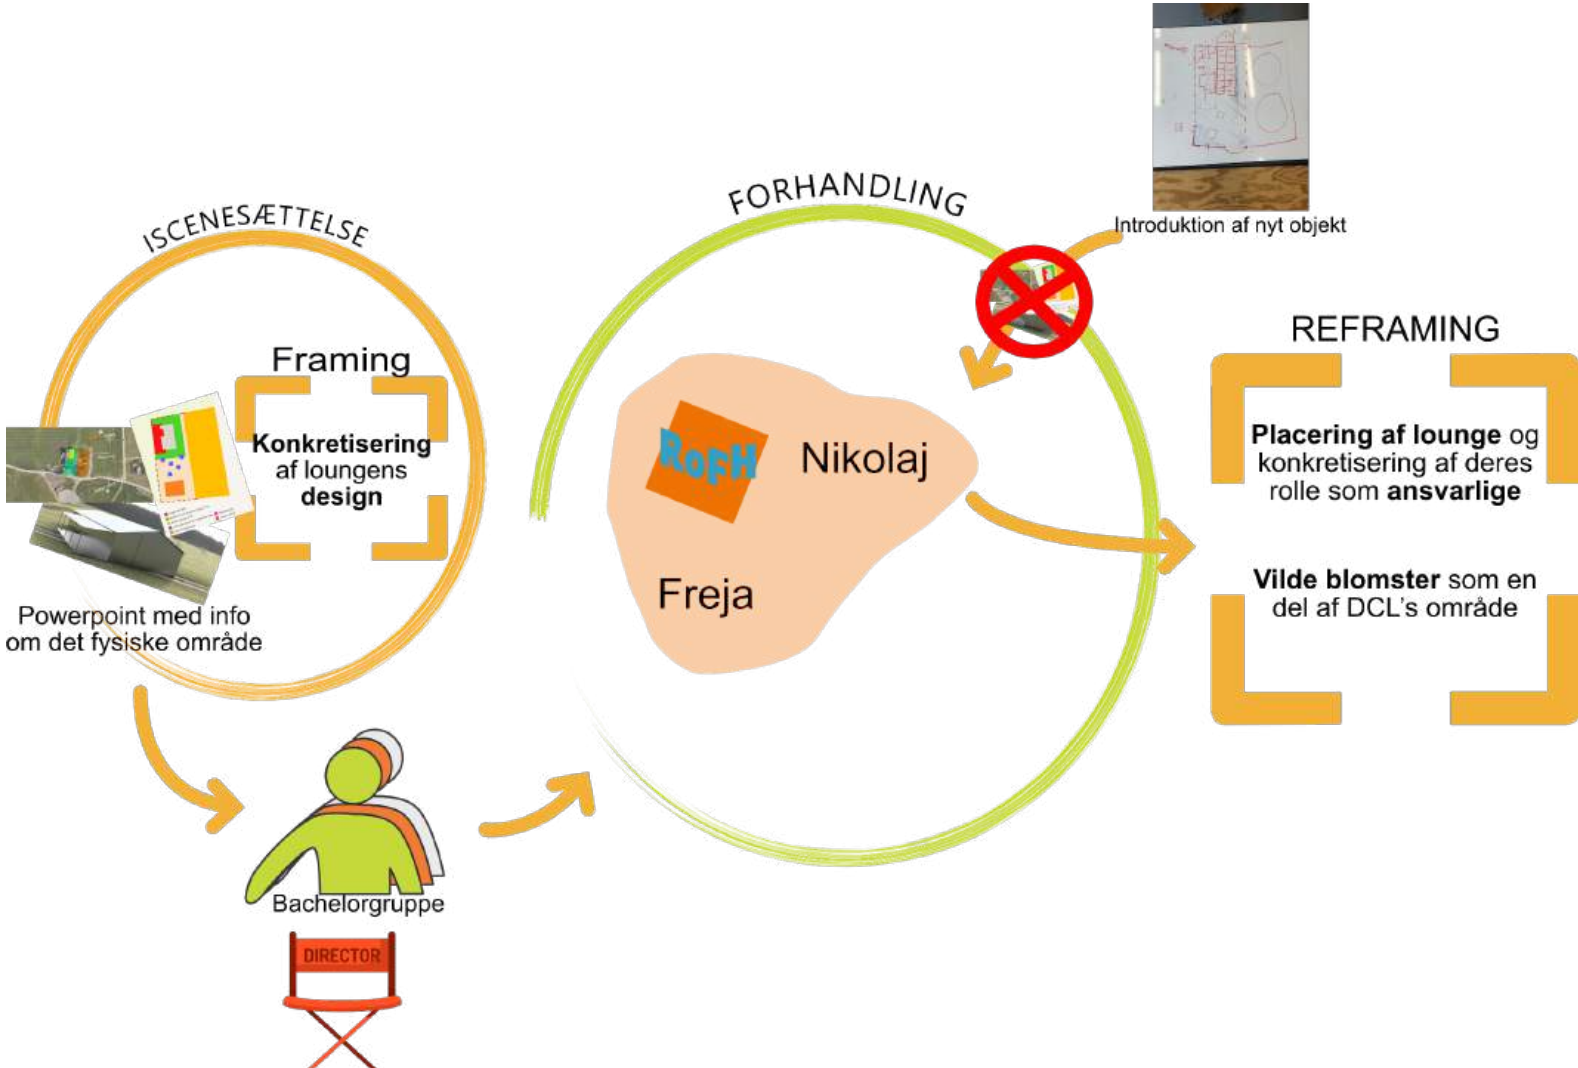 ISCENESÆTTELSE
Framing
Konkretisering
af loungens
design
Powerpoint med info
om det fysiske område
Bachelorgruppe
DIRECTOR
FORHANDLING
RoFH
Nikolaj
Freja
Introduktion af nyt objekt
REFRAMING
Placering af lounge og
konkretisering af deres
rolle som ansvarlige
Vilde blomster som en
del af DCL's område